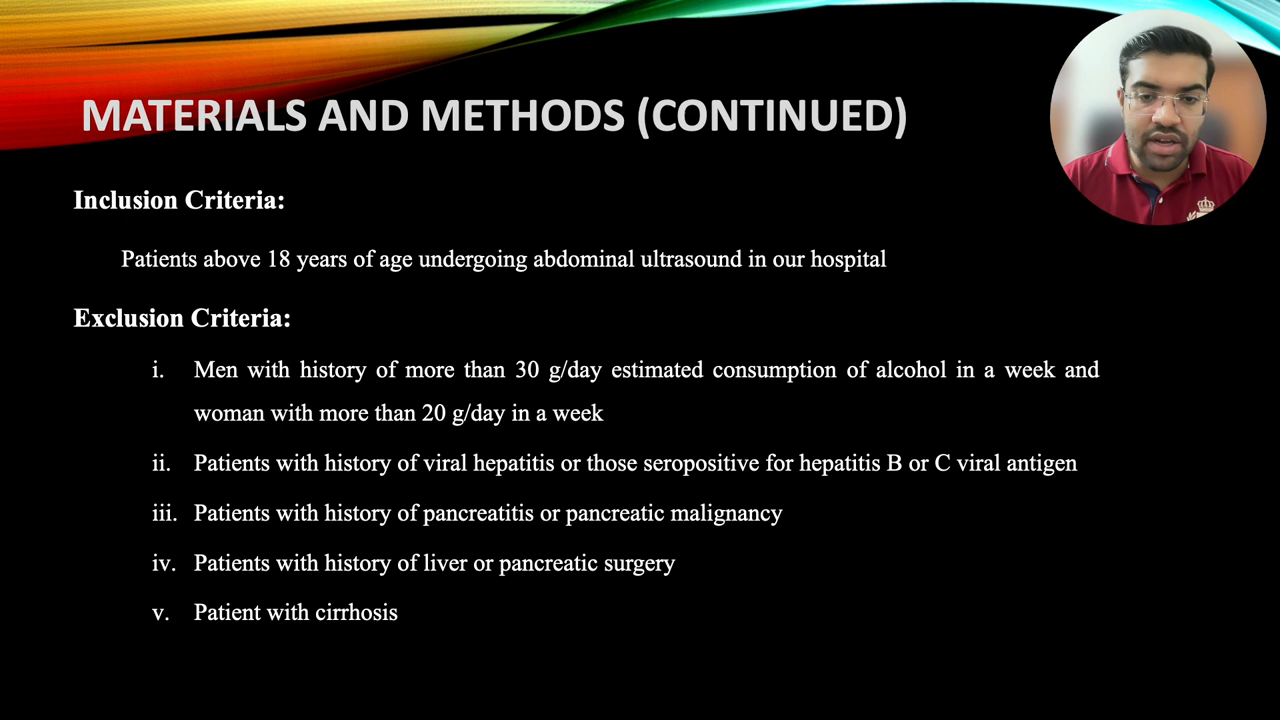 MATERIALS AND METHODS (CONTINUED)
Inclusion Criteria:
Patients above 18 years of age undergoing abdominal ultrasound in our hospital
Exclusion Criteria:
i. Men with history of more than 30 g/day estimated consumption of alcohol in a week and
woman with more than 20 g/day in a week
ii. Patients with history of viral hepatitis or those seropositive for hepatitis B or C viral antigen
iii. Patients with history of pancreatitis or pancreatic malignancy
iv. Patients with history of liver or pancreatic surgery
v. Patient with cirrhosis